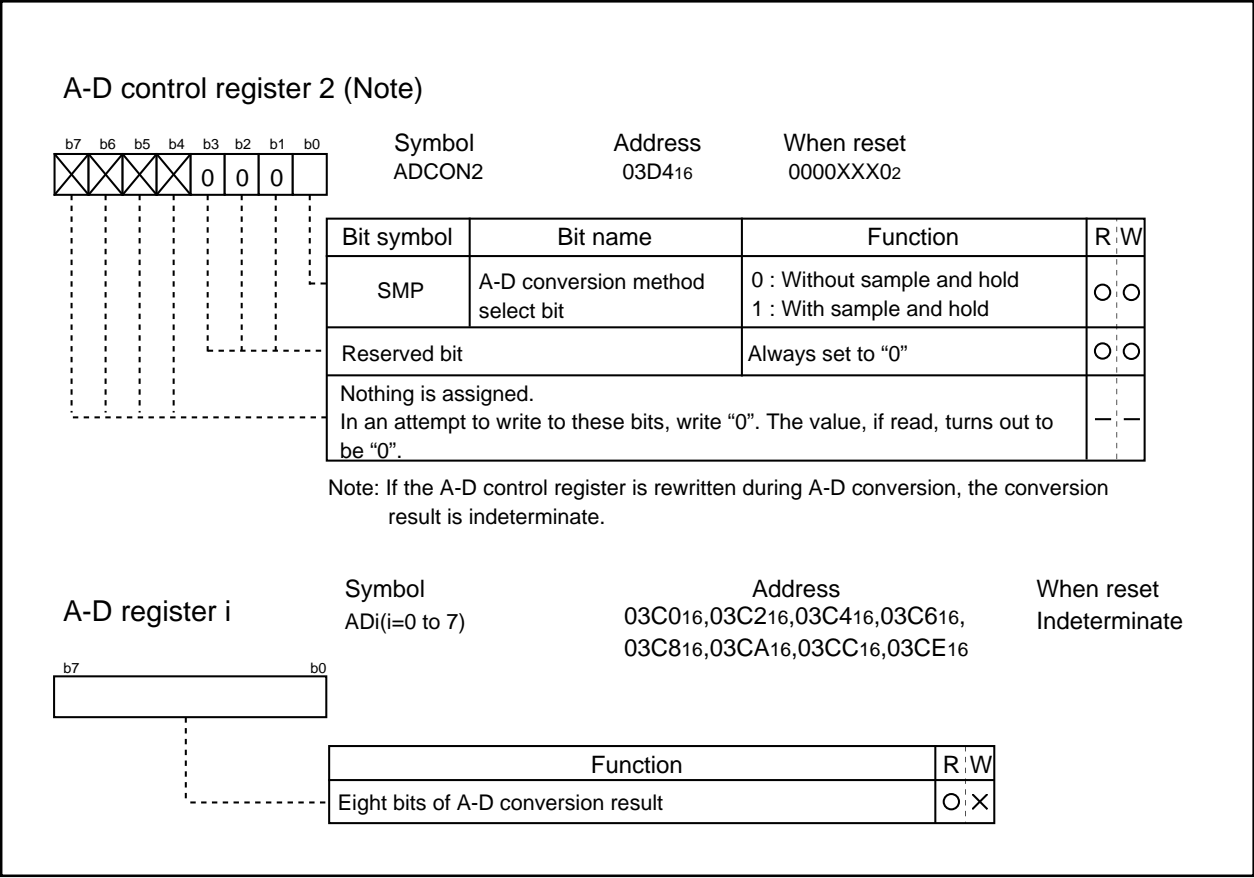 A-D control register 2 (Note)
b7 b6 b5 b4 b3 b2 b1 b0
0 0 0
Symbol Address When reset
ADCON2 03D416 0000XXX02
Bit symbol Bit name Function R W
SMP A-D conversion method select bit 0 : Without sample and hold
1 : With sample and hold
Reserved bit Always set to “0”
Nothing is assigned.
In an attempt to write to these bits, write “0”. The value, if read, turns out to
be “0”.
Note: If the A-D control register is rewritten during A-D conversion, the conversion
result is indeterminate.
A-D register i
Symbol Address When reset
ADi(i=0 to 7) 03C016,03C216,03C416,03C616, Indeterminate
03C816,03CA16,03CC16,03CE16
b7 b0
Function R W
Eight bits of A-D conversion result